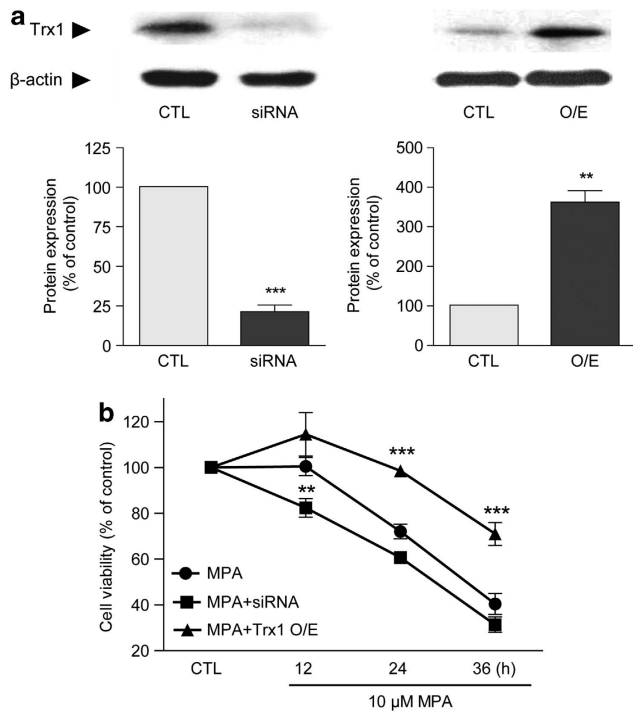 a
Trx1
β-actin
CTL siRNA CTL O/E
Protein expression
(% of control)
125
100
75
50
25
0
***
CTL siRNA
Protein expression
(% of control)
500
400
300
200
100
0
**
CTL O/E
b
Cell viability (% of control)
120
100
80
60
40
20
***
**
***
MPA
MPA+siRNA
MPA+Trx1 O/E
CTL 12 24 36 (h)
10 µM MPA